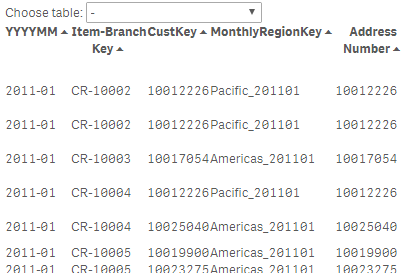 Choose table: -
YYYYMM Item-Branch Key CustKey MonthlyRegionKey Address Number
2011-01 CR-10002 10012226 Pacific_201101 10012226
2011-01 CR-10002 10012226 Pacific_201101 10012226
2011-01 CR-10003 10017054 Americas_201101 10017054
2011-01 CR-10004 10012226 Pacific_201101 10012226
2011-01 CR-10004 10025040 Americas_201101 10025040
2011-01 CR-10005 10019900 Americas_201101 10019900
2011-01 CR-10005 10023275 Americas_201101 10023275